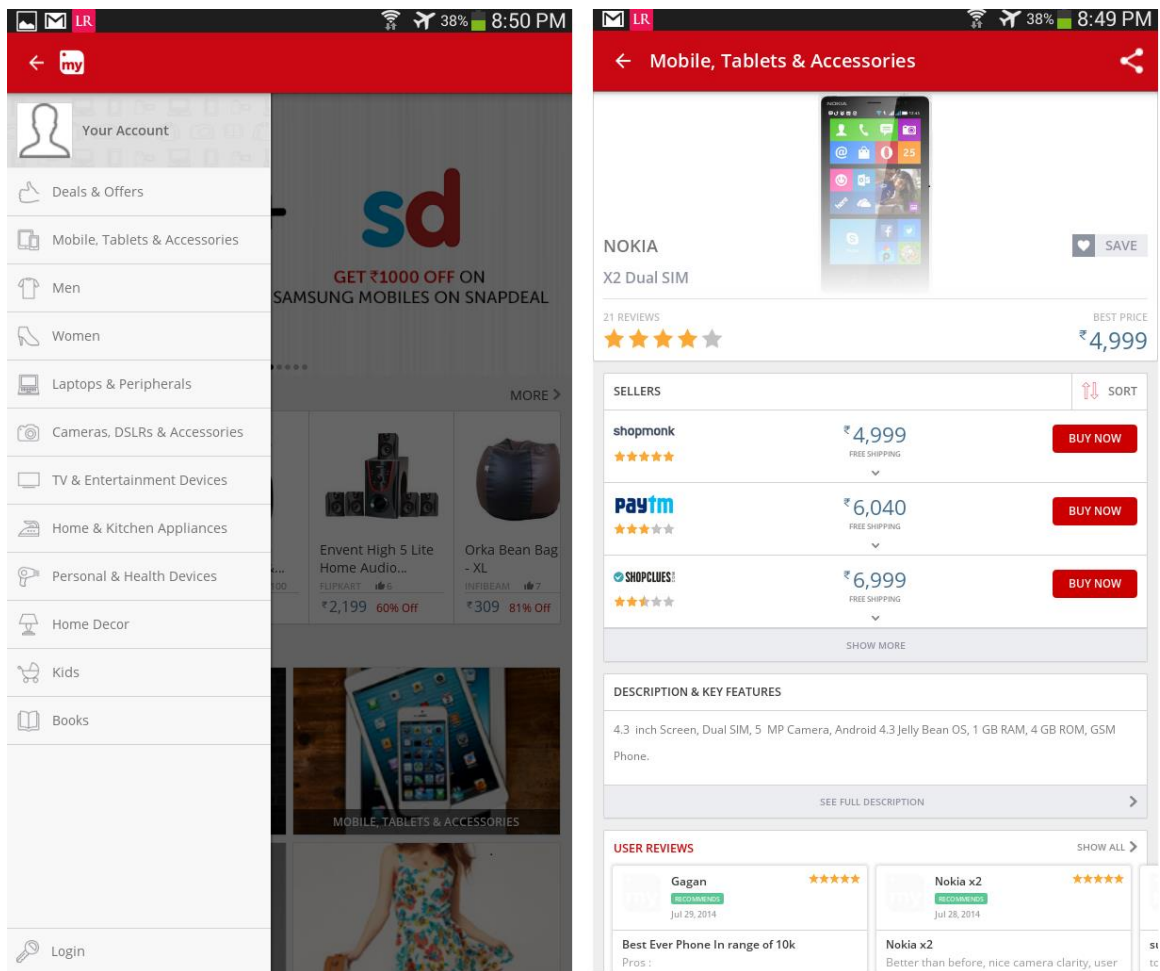 LR
38%
8:50 PM
my
Your Account
Deals & Offers
Mobile, Tablets & Accessories
Men
Women
Laptops & Peripherals
Cameras, DSLRs & Accessories
TV & Entertainment Devices
Home & Kitchen Appliances
Personal & Health Devices
Home Decor
Kids
Books
Login
sd
GET ₹1000 OFF ON
SAMSUNG MOBILES ON SNAPDEAL
MORE
Envent High 5 Lite
Home Audio...
FLIPKART 6
₹2,199 60% Off
Orka Bean Bag
- XL
INFIBEAM 7
₹309 81% Off
100
MOBILE, TABLETS & ACCESSORIES
LR
38%
8:49 PM
Mobile, Tablets & Accessories
NOKIA
25
NOKIA
SAVE
X2 Dual SIM
21 REVIEWS
BEST PRICE
₹4,999
SELLERS
SORT
shopmonk
₹4,999
FREE SHIPPING
BUY NOW
Paytm
₹6,040
FREE SHIPPING
BUY NOW
SHOPCLUES
₹6,999
FREE SHIPPING
BUY NOW
SHOW MORE
DESCRIPTION & KEY FEATURES
4.3 inch Screen, Dual SIM, 5 MP Camera, Android 4.3 Jelly Bean OS, 1 GB RAM, 4 GB ROM, GSM
Phone.
SEE FULL DESCRIPTION
USER REVIEWS
SHOW ALL
Gagan
RECOMMENDS
Jul 29, 2014
Best Ever Phone In range of 10k
Pros :
Nokia x2
RECOMMENDS
Jul 28, 2014
Nokia x2
Better than before, nice camera clarity, user